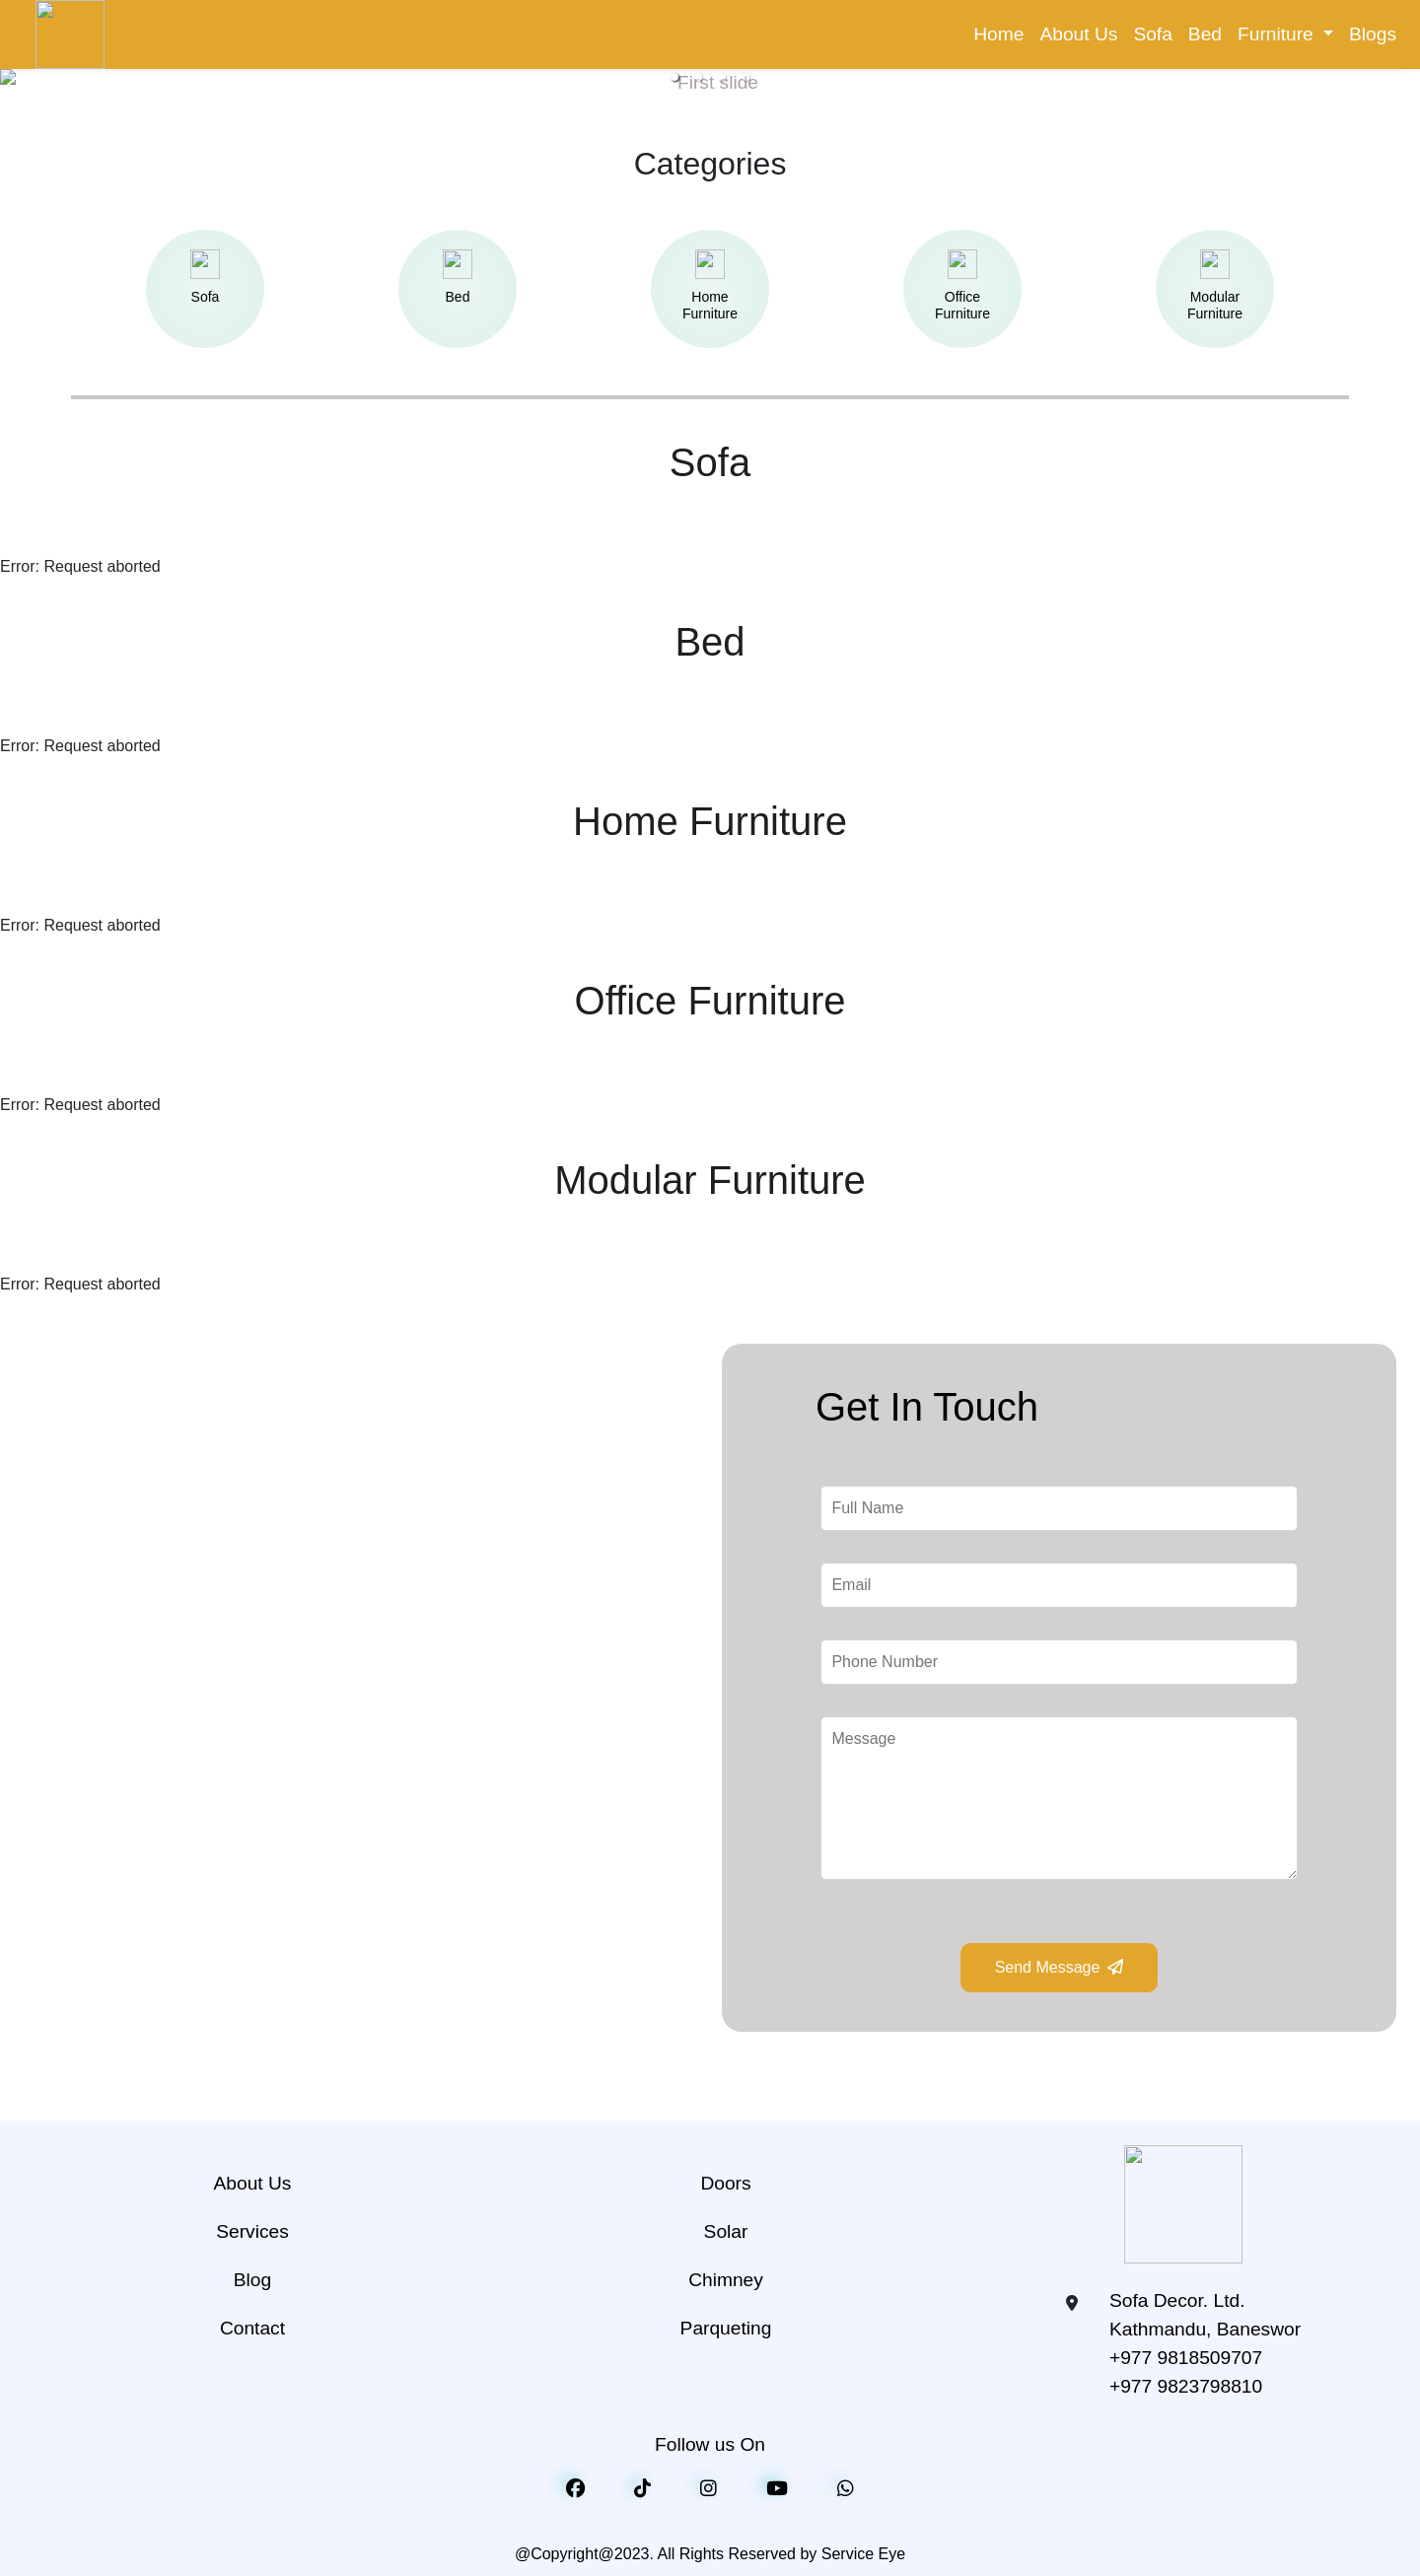 Home About Us Sofa Bed Furniture Blogs
First slide
Categories
Sofa
Bed
Home
Furniture
Office
Furniture
Modular
Furniture
Sofa
Error: Request aborted
Bed
Error: Request aborted
Home Furniture
Error: Request aborted
Office Furniture
Error: Request aborted
Modular Furniture
Error: Request aborted
Get In Touch
Full Name
Email
Phone Number
Message
Send Message
About Us
Services
Blog
Contact
Doors
Solar
Chimney
Parqueting
Sofa Decor. Ltd.
Kathmandu, Baneswor
+977 9818509707
+977 9823798810
Follow us On
@Copyright@2023. All Rights Reserved by Service Eye